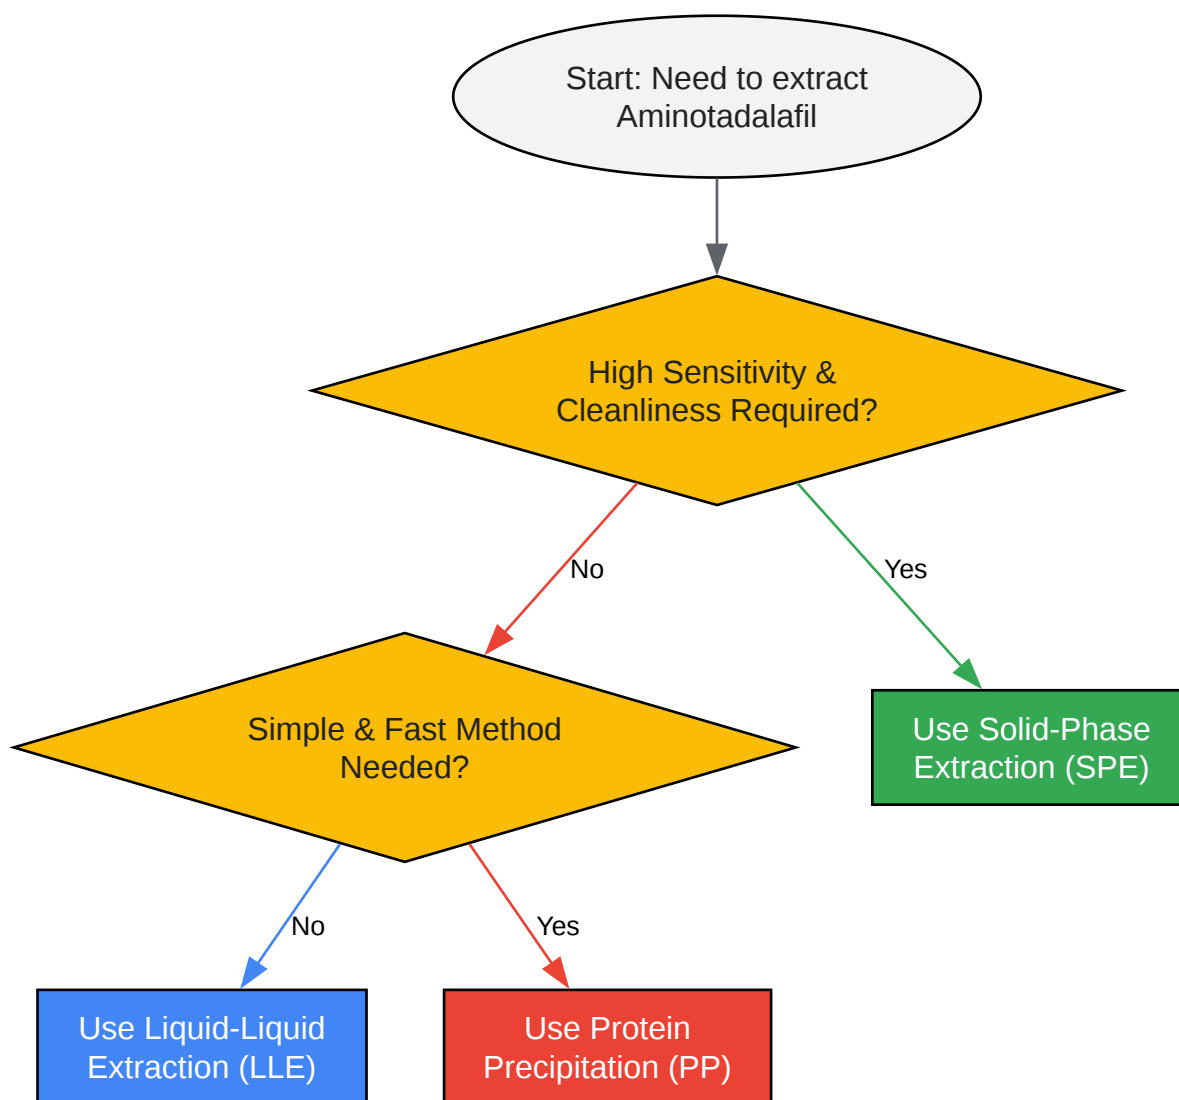 Start: Need to extract
Aminotadalafil
High Sensitivity &
Cleanliness Required?
No
Yes
Simple & Fast Method
Needed?
Use Solid-Phase
Extraction (SPE)
No
Yes
Use Liquid-Liquid
Extraction (LLE)
Use Protein
Precipitation (PP)